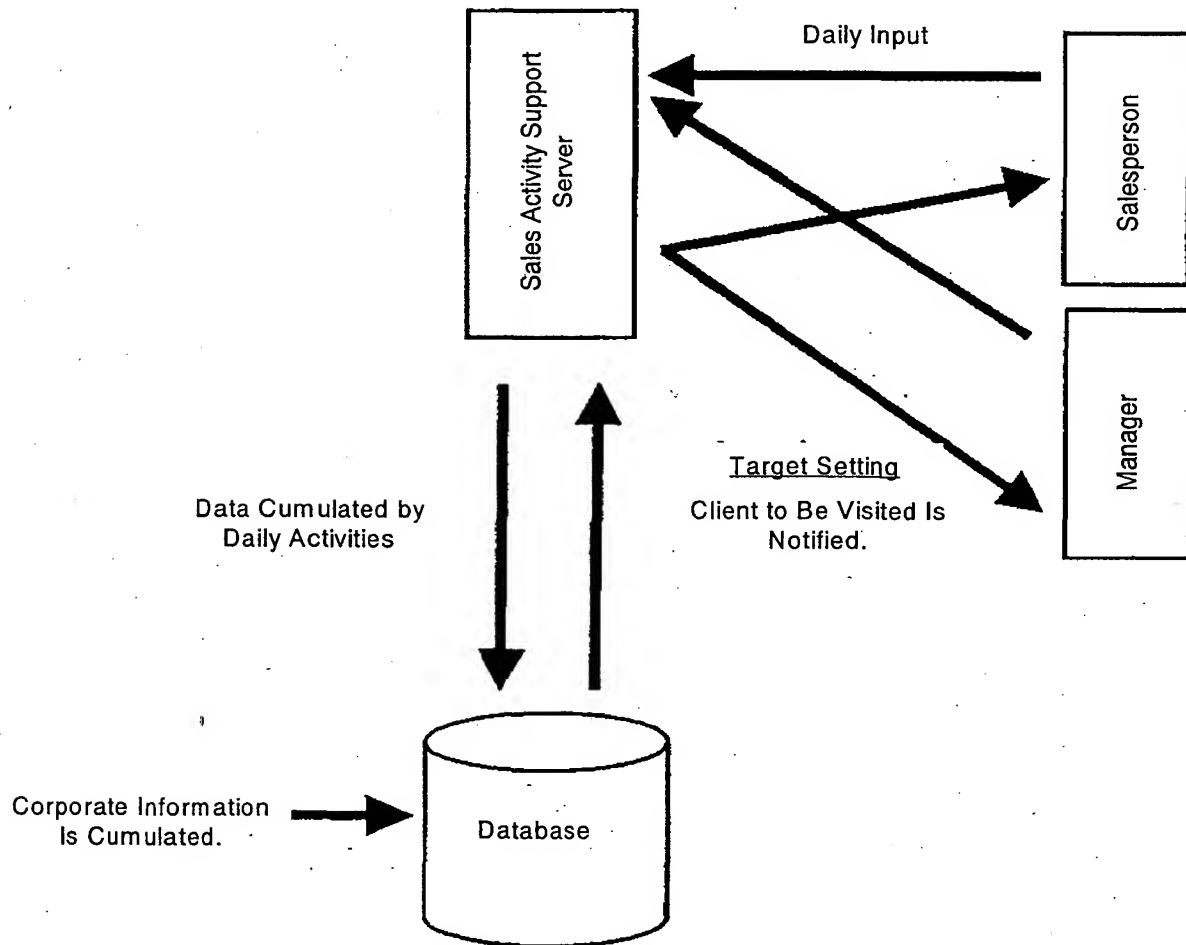 Daily Input
Sales Activity Support
Server
Salesperson
Manager
Target Setting
Client to Be Visited Is
Notified.
Data Cumulated by
Daily Activities
Corporate Information
Is Cumulated.
Database